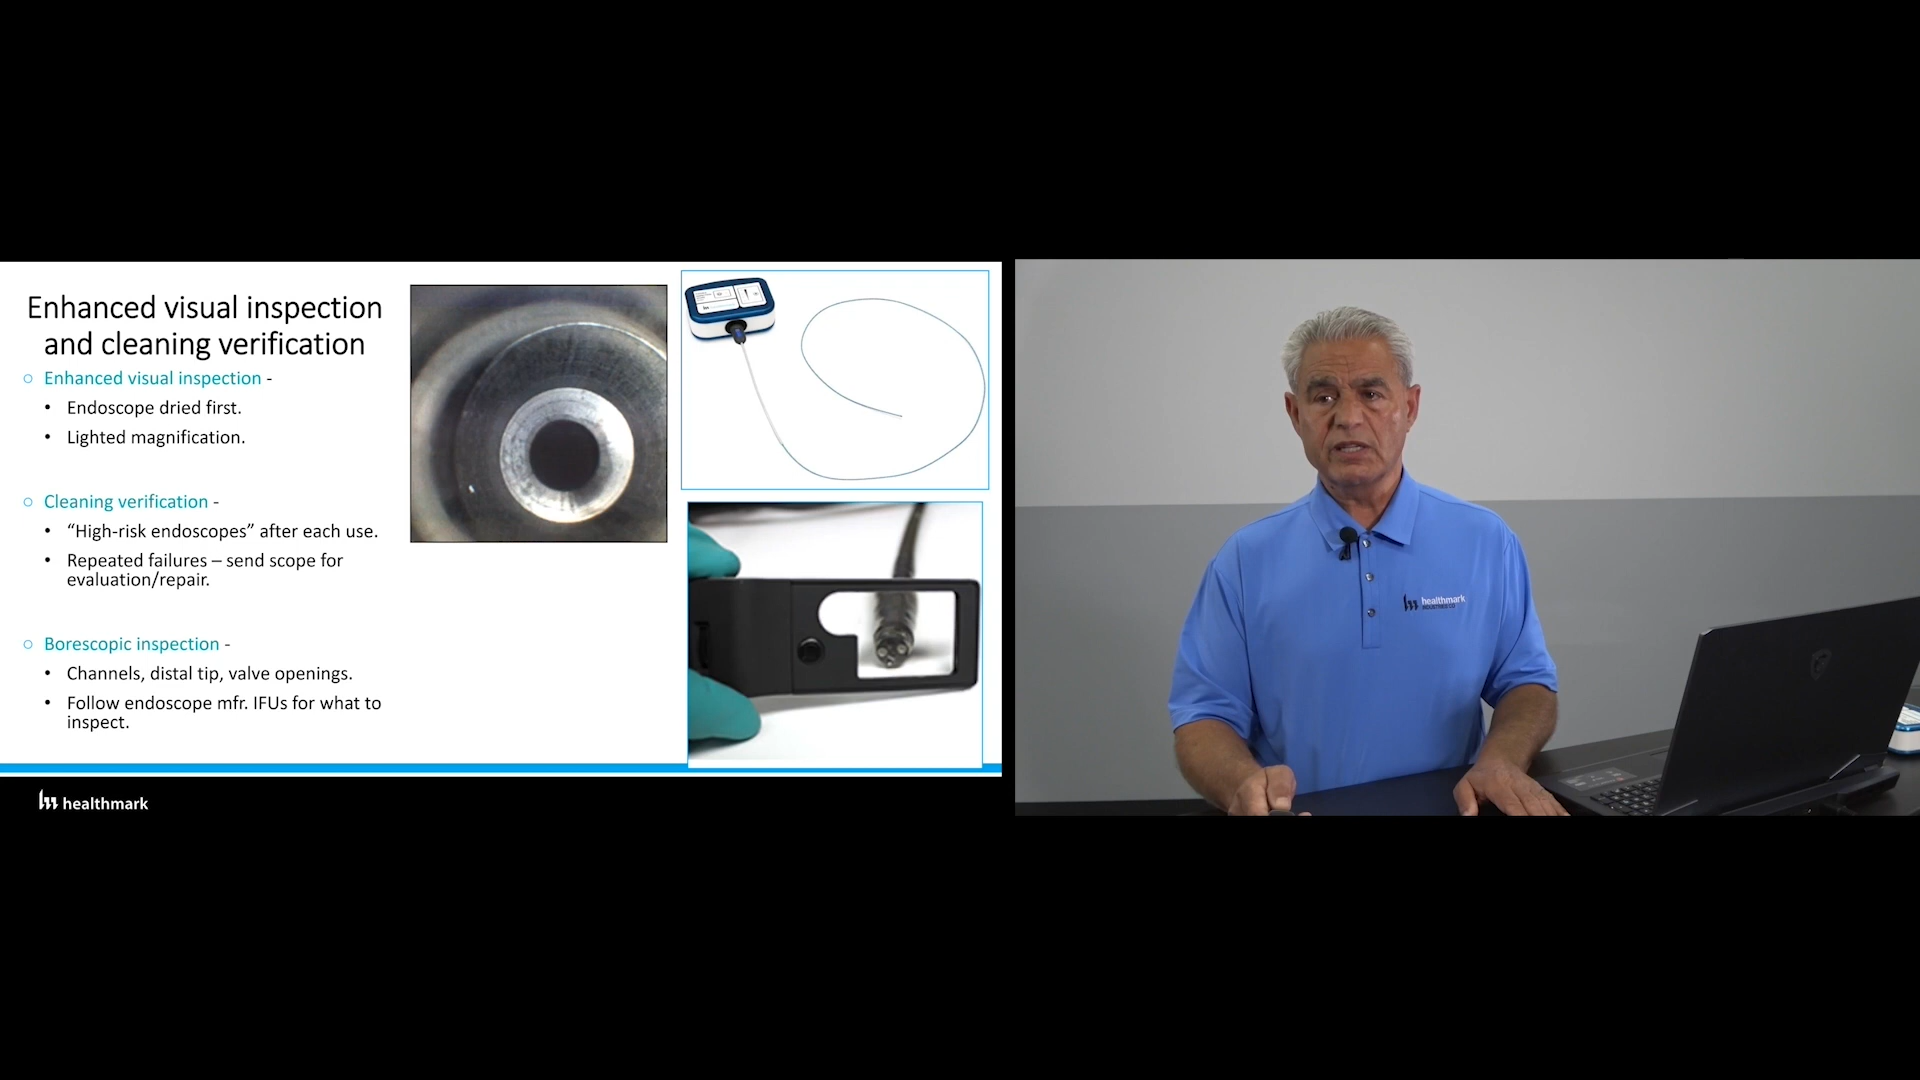 Enhanced visual inspection
and cleaning verification
○ Enhanced visual inspection -
• Endoscope dried first.
• Lighted magnification.
○ Cleaning verification -
• “High-risk endoscopes” after each use.
• Repeated failures – send scope for
evaluation/repair.
○ Borescopic inspection -
• Channels, distal tip, valve openings.
• Follow endoscope mfr. IFUs for what to
inspect.
healthmark
healthmark
INDUSTRIES CO